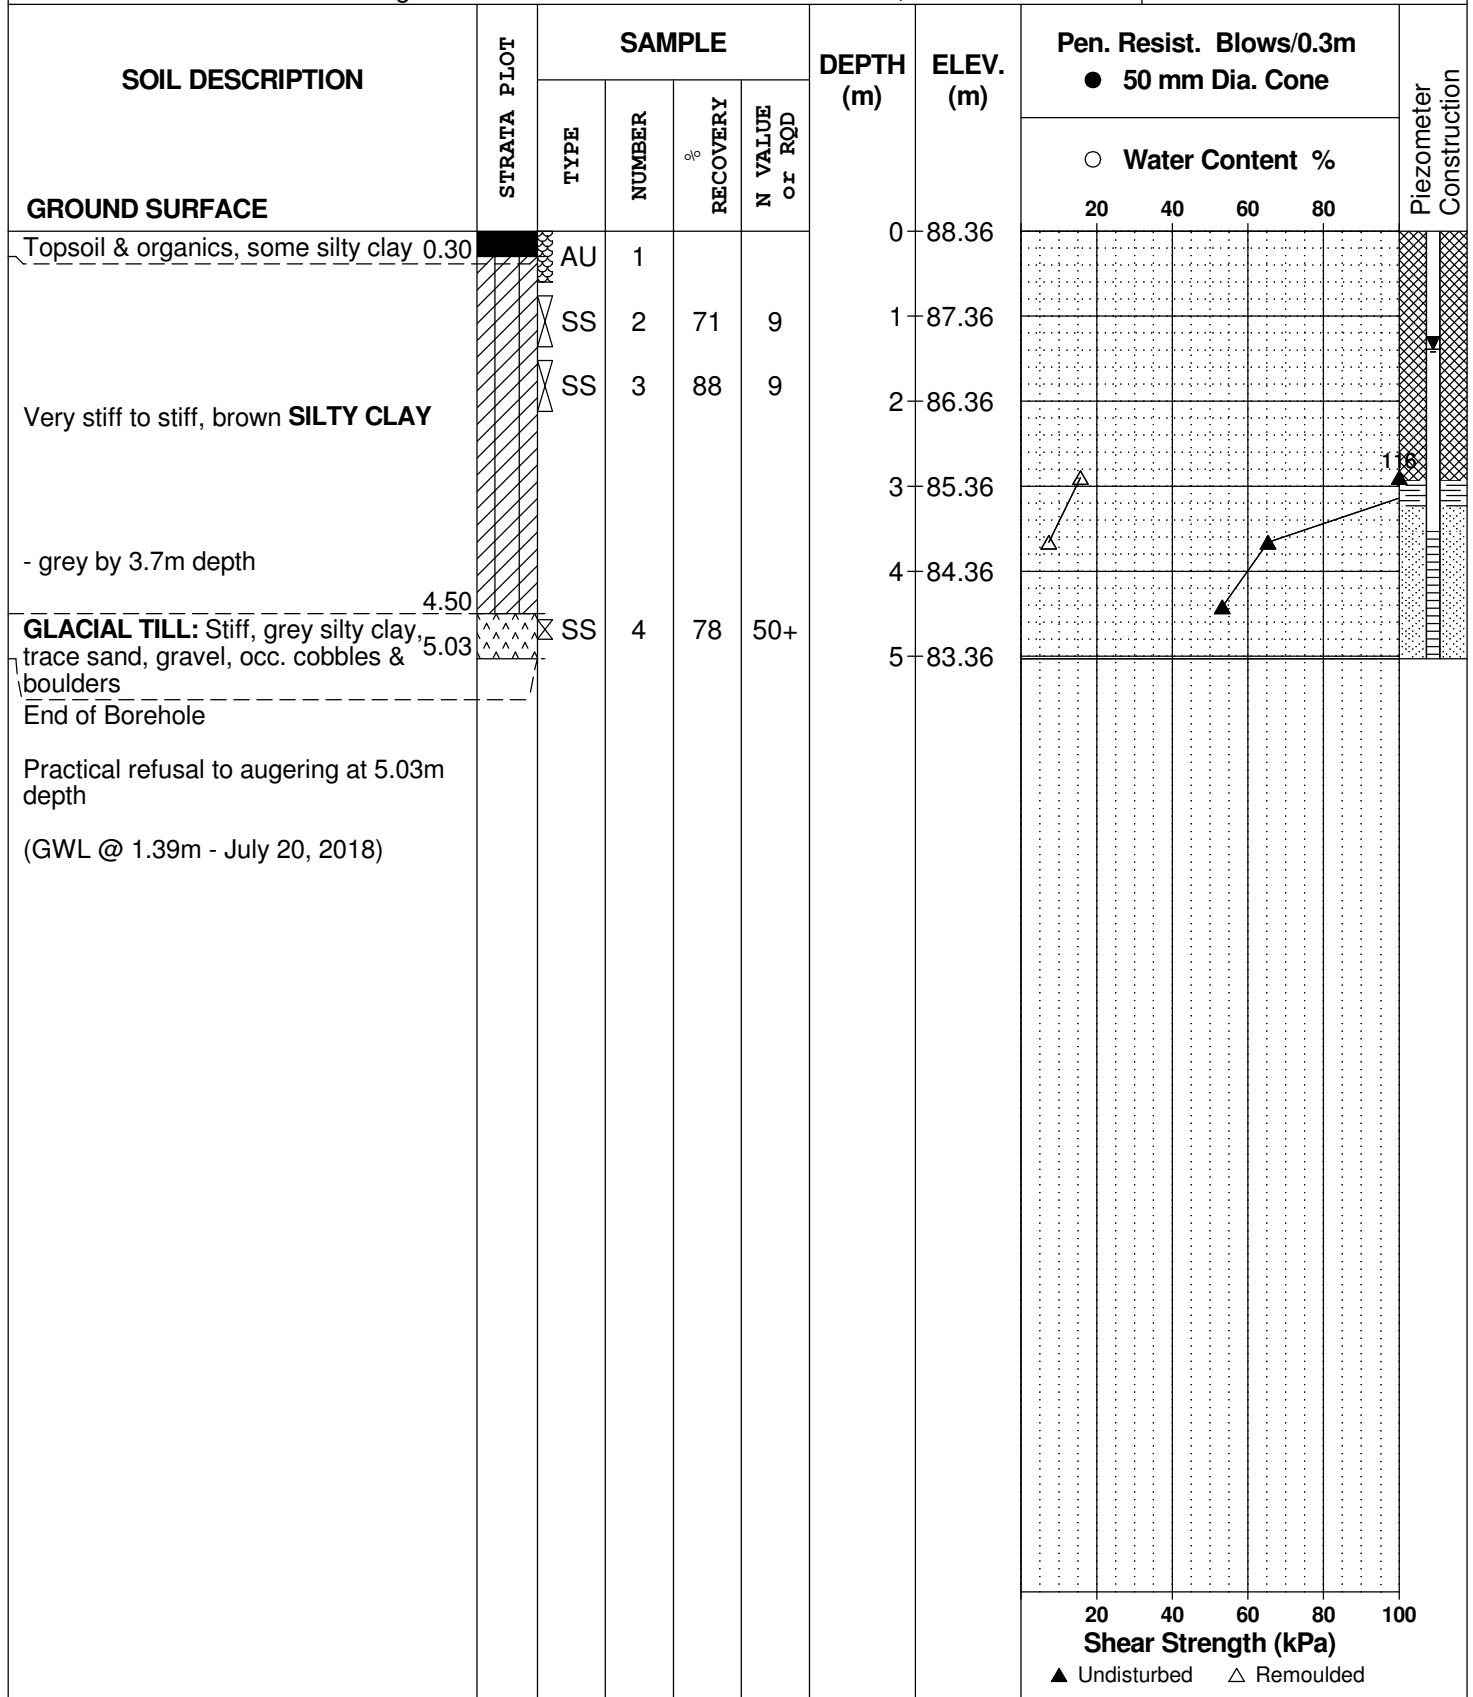 SOIL DESCRIPTION
GROUND SURFACE
STRATA PLOT
SAMPLE
TYPE
NUMBER
% RECOVERY
N VALUE or RQD
DEPTH (m)
ELEV. (m)
Pen. Resist. Blows/0.3m
● 50 mm Dia. Cone
○ Water Content %
20 40 60 80
Piezometer Construction
Topsoil & organics, some silty clay 0.30
AU 1
0 88.36
SS 2 71 9
1 87.36
SS 3 88 9
2 86.36
Very stiff to stiff, brown SILTY CLAY
116
3 85.36
- grey by 3.7m depth
4 84.36
4.50
GLACIAL TILL: Stiff, grey silty clay,
trace sand, gravel, occ. cobbles &
boulders
5.03
SS 4 78 50+
5 83.36
End of Borehole
Practical refusal to augering at 5.03m
depth
(GWL @ 1.39m - July 20, 2018)
20 40 60 80 100
Shear Strength (kPa)
▲ Undisturbed △ Remoulded